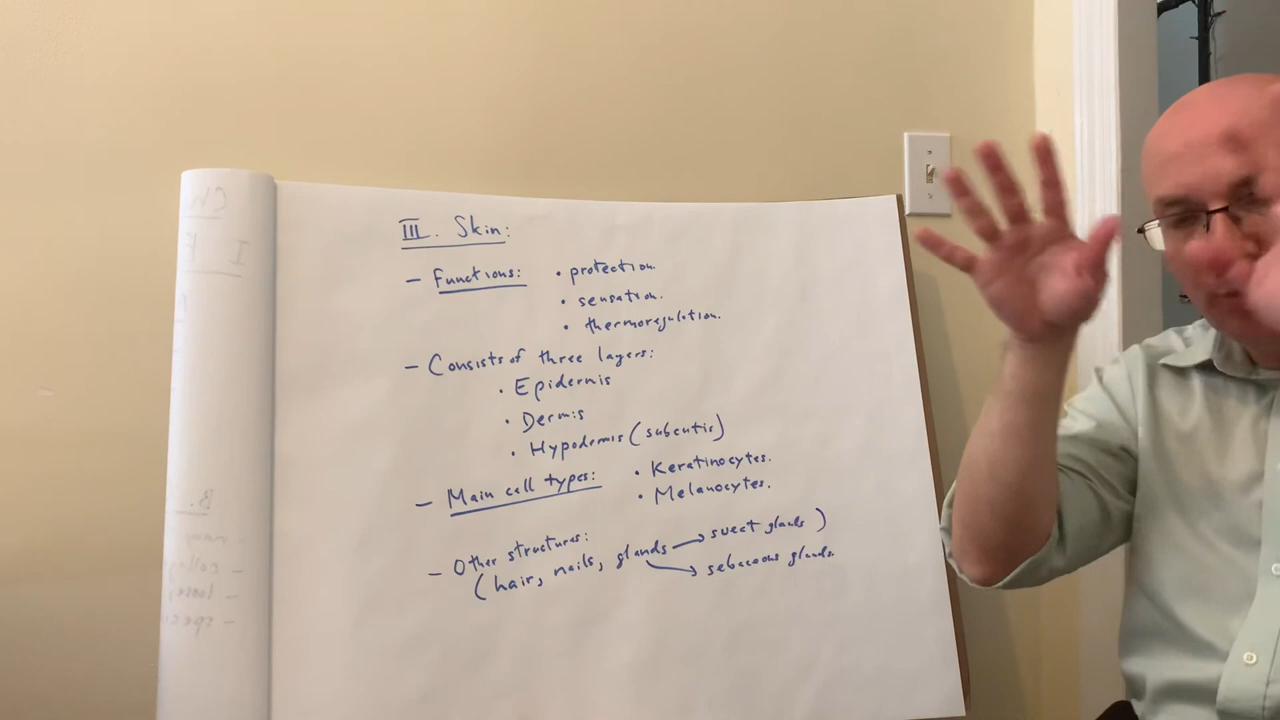 III. Skin:
- Functions: • protection.
• sensation.
• thermoregulation.
- Consists of three layers:
• Epidermis
• Dermis
• Hypodermis (subcutis)
- Main cell types: • Keratinocytes.
• Melanocytes.
- Other structures:
(hair, nails, glands → sweat glands)
→ sebaceous glands.